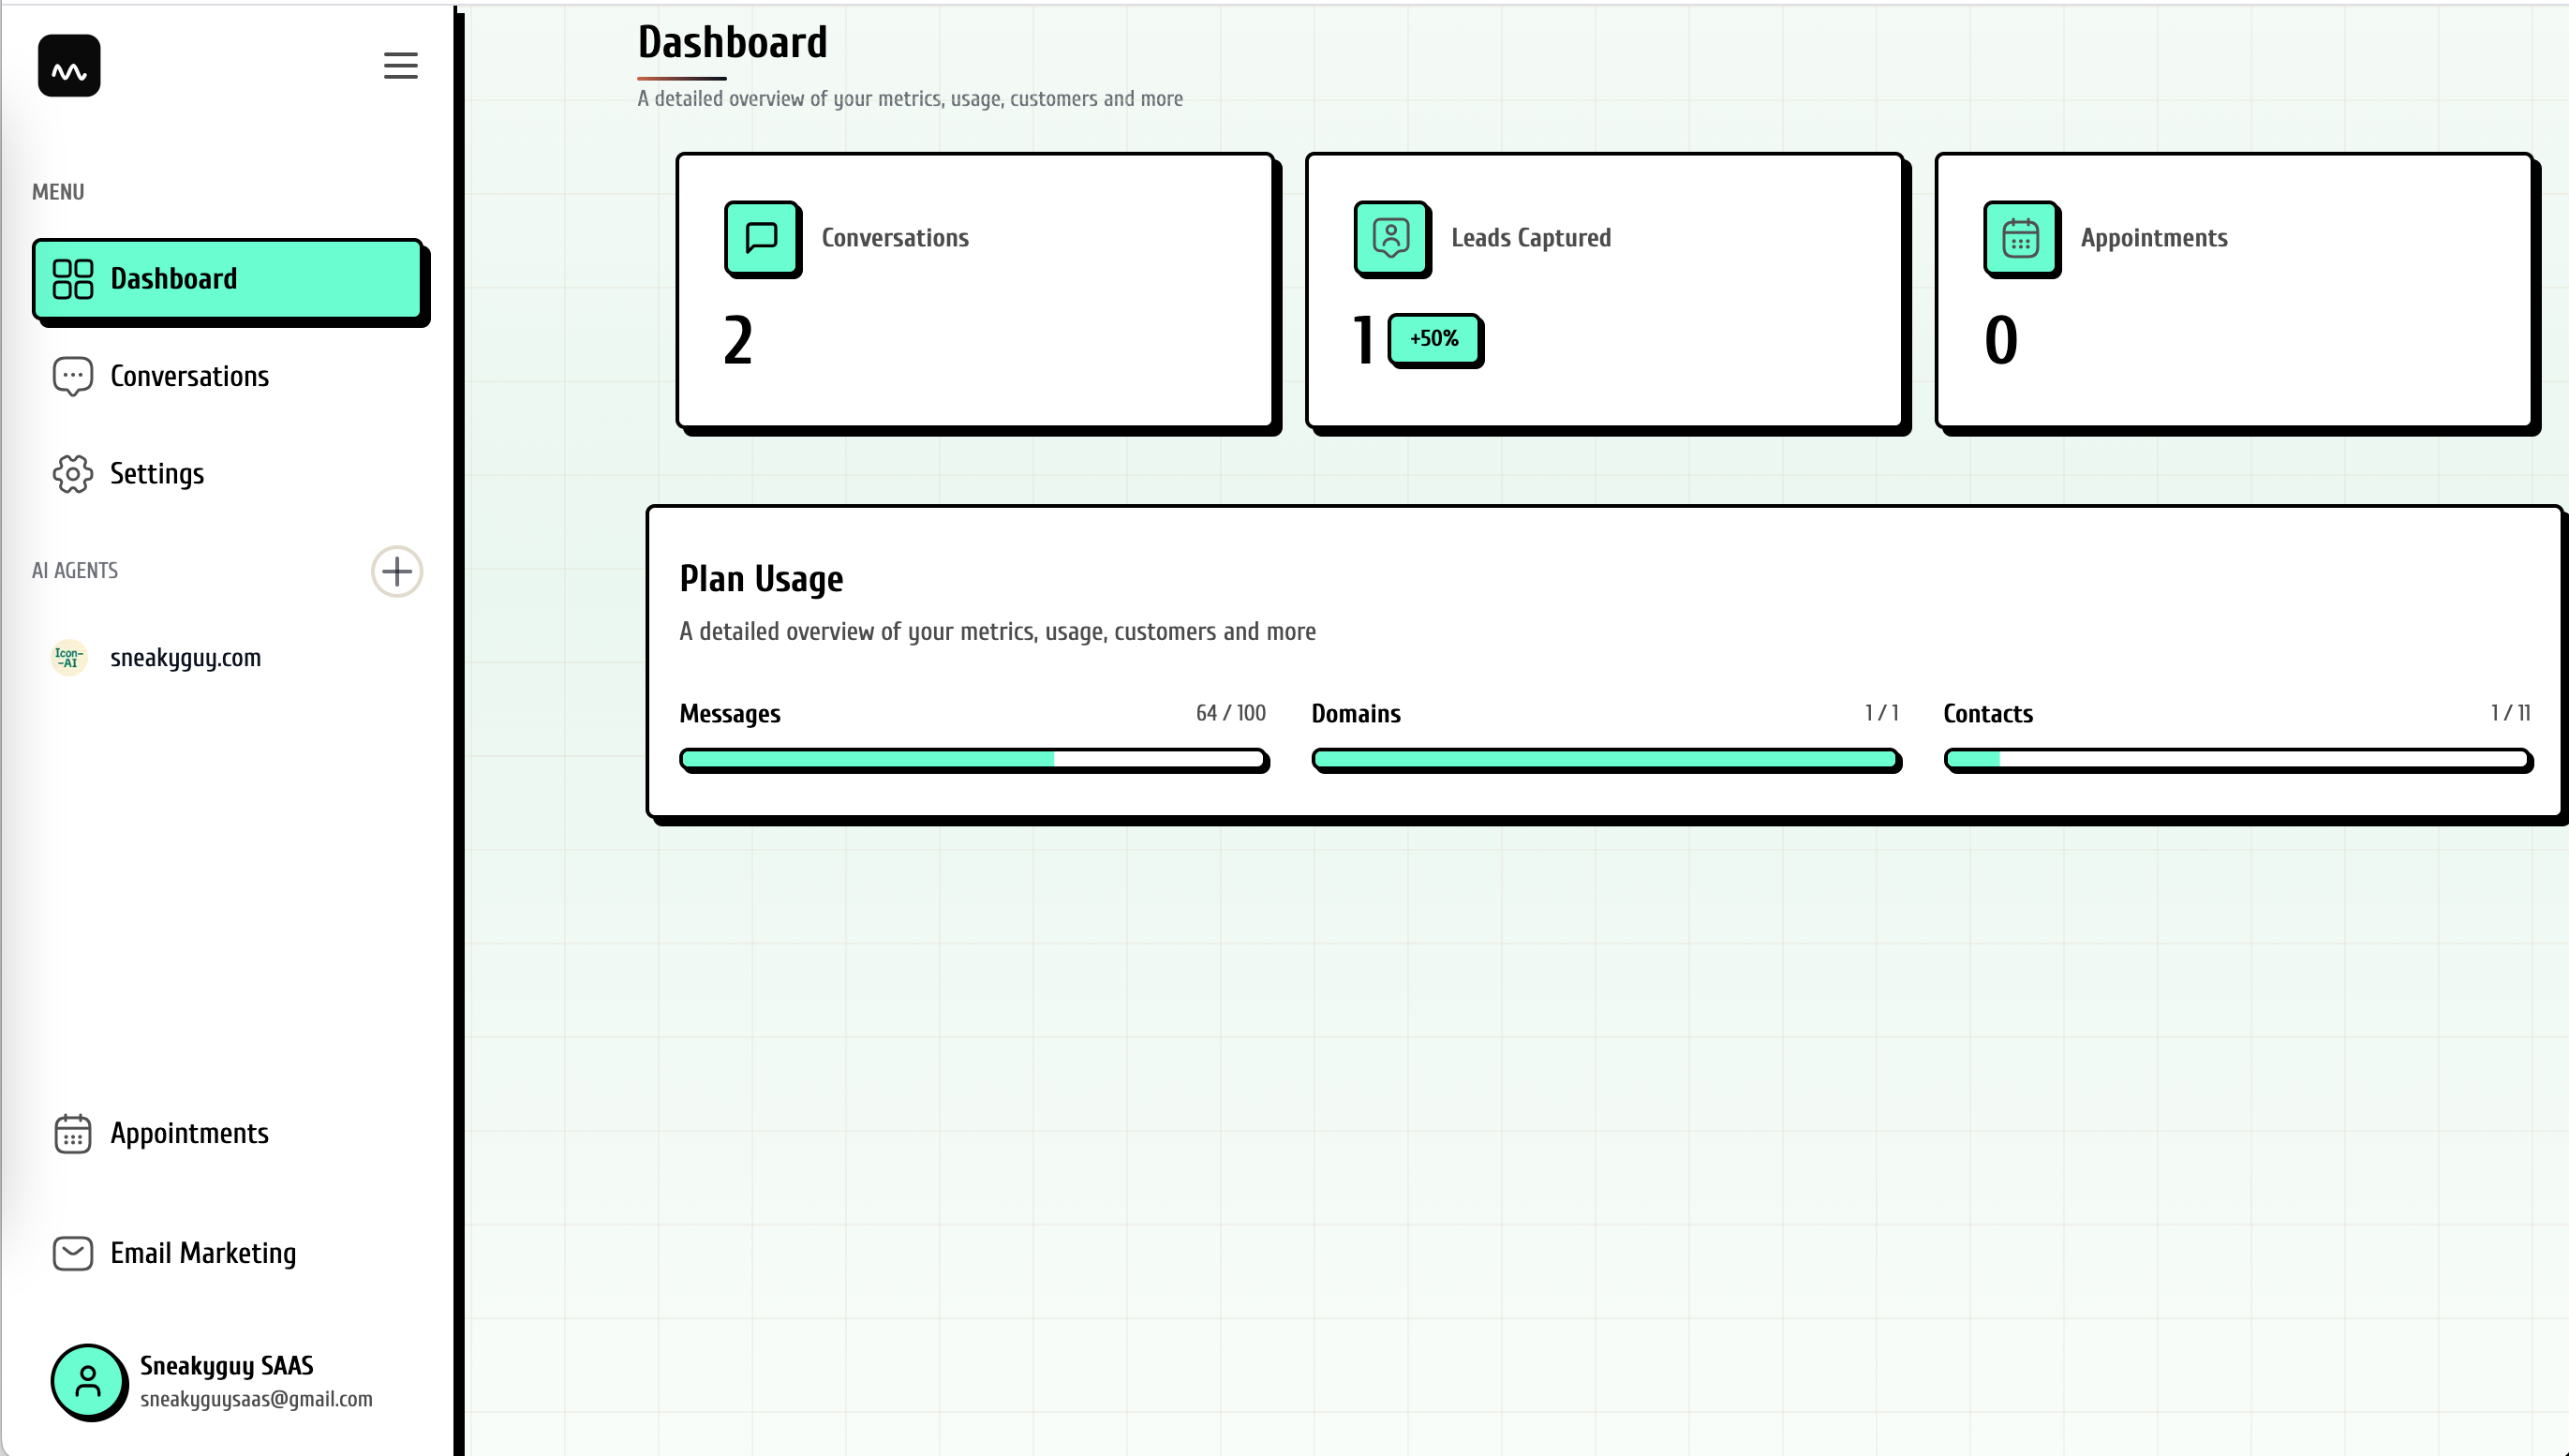 MENU
Dashboard
Conversations
Settings
AI AGENTS
Icon-
-AI
sneakyguy.com
Appointments
Email Marketing
Sneakyguy SAAS
sneakyguysaas@gmail.com
Dashboard
A detailed overview of your metrics, usage, customers and more
Conversations
2
Leads Captured
1 +50%
Appointments
0
Plan Usage
A detailed overview of your metrics, usage, customers and more
Messages 64 / 100
Domains 1 / 1
Contacts 1 / 11